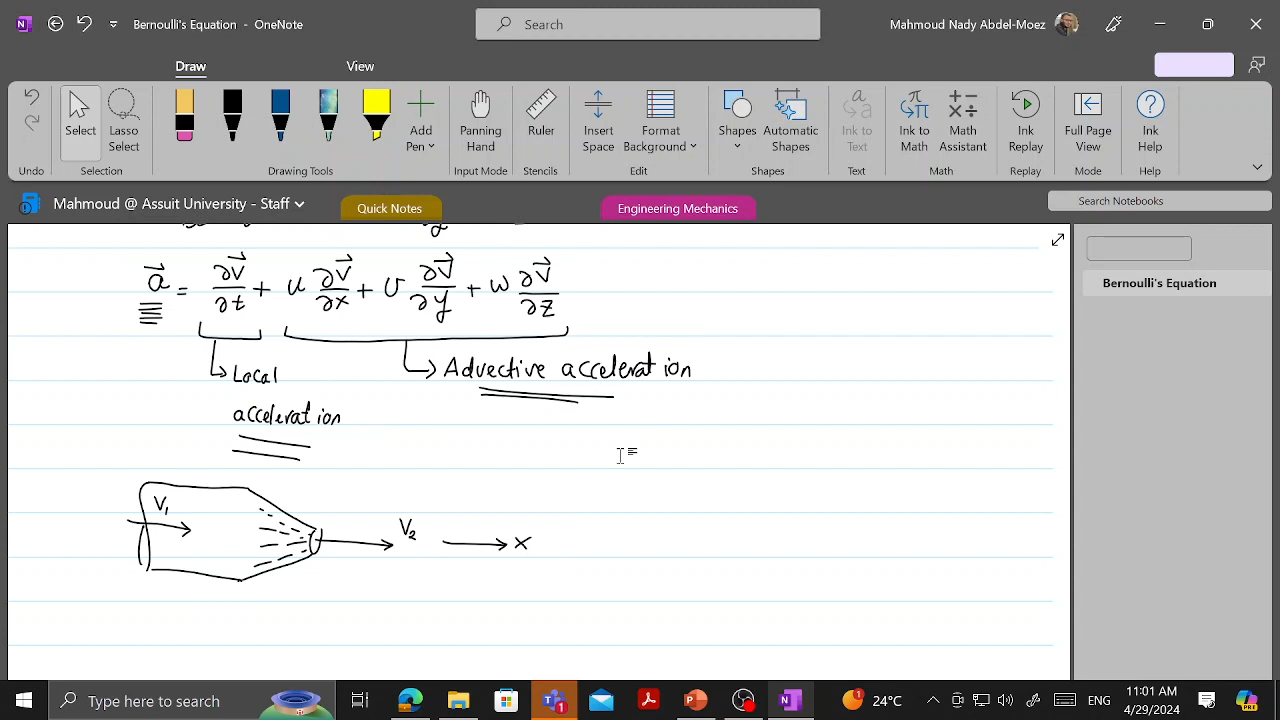 Bernoulli's Equation - OneNote
Search
Mahmoud Nady Abdel-Moez
Draw
View
Select
Lasso Select
Add Pen
Panning Hand
Ruler
Insert Space
Format Background
Shapes
Automatic Shapes
Ink to Text
Ink to Math
Math Assistant
Ink Replay
Full Page View
Ink Help
Undo
Selection
Drawing Tools
Input Mode
Stencils
Edit
Shapes
Text
Math
Replay
View
Help
Mahmoud @ Assuit University - Staff
Quick Notes
Engineering Mechanics
Search Notebooks
Bernoulli's Equation
a⃗ = ∂V⃗/∂t + u ∂V⃗/∂x + v ∂V⃗/∂y + w ∂V⃗/∂z
Local acceleration
Advective acceleration
V₁
V₂
x
Type here to search
1
1
24°C
ENG
11:01 AM
4/29/2024